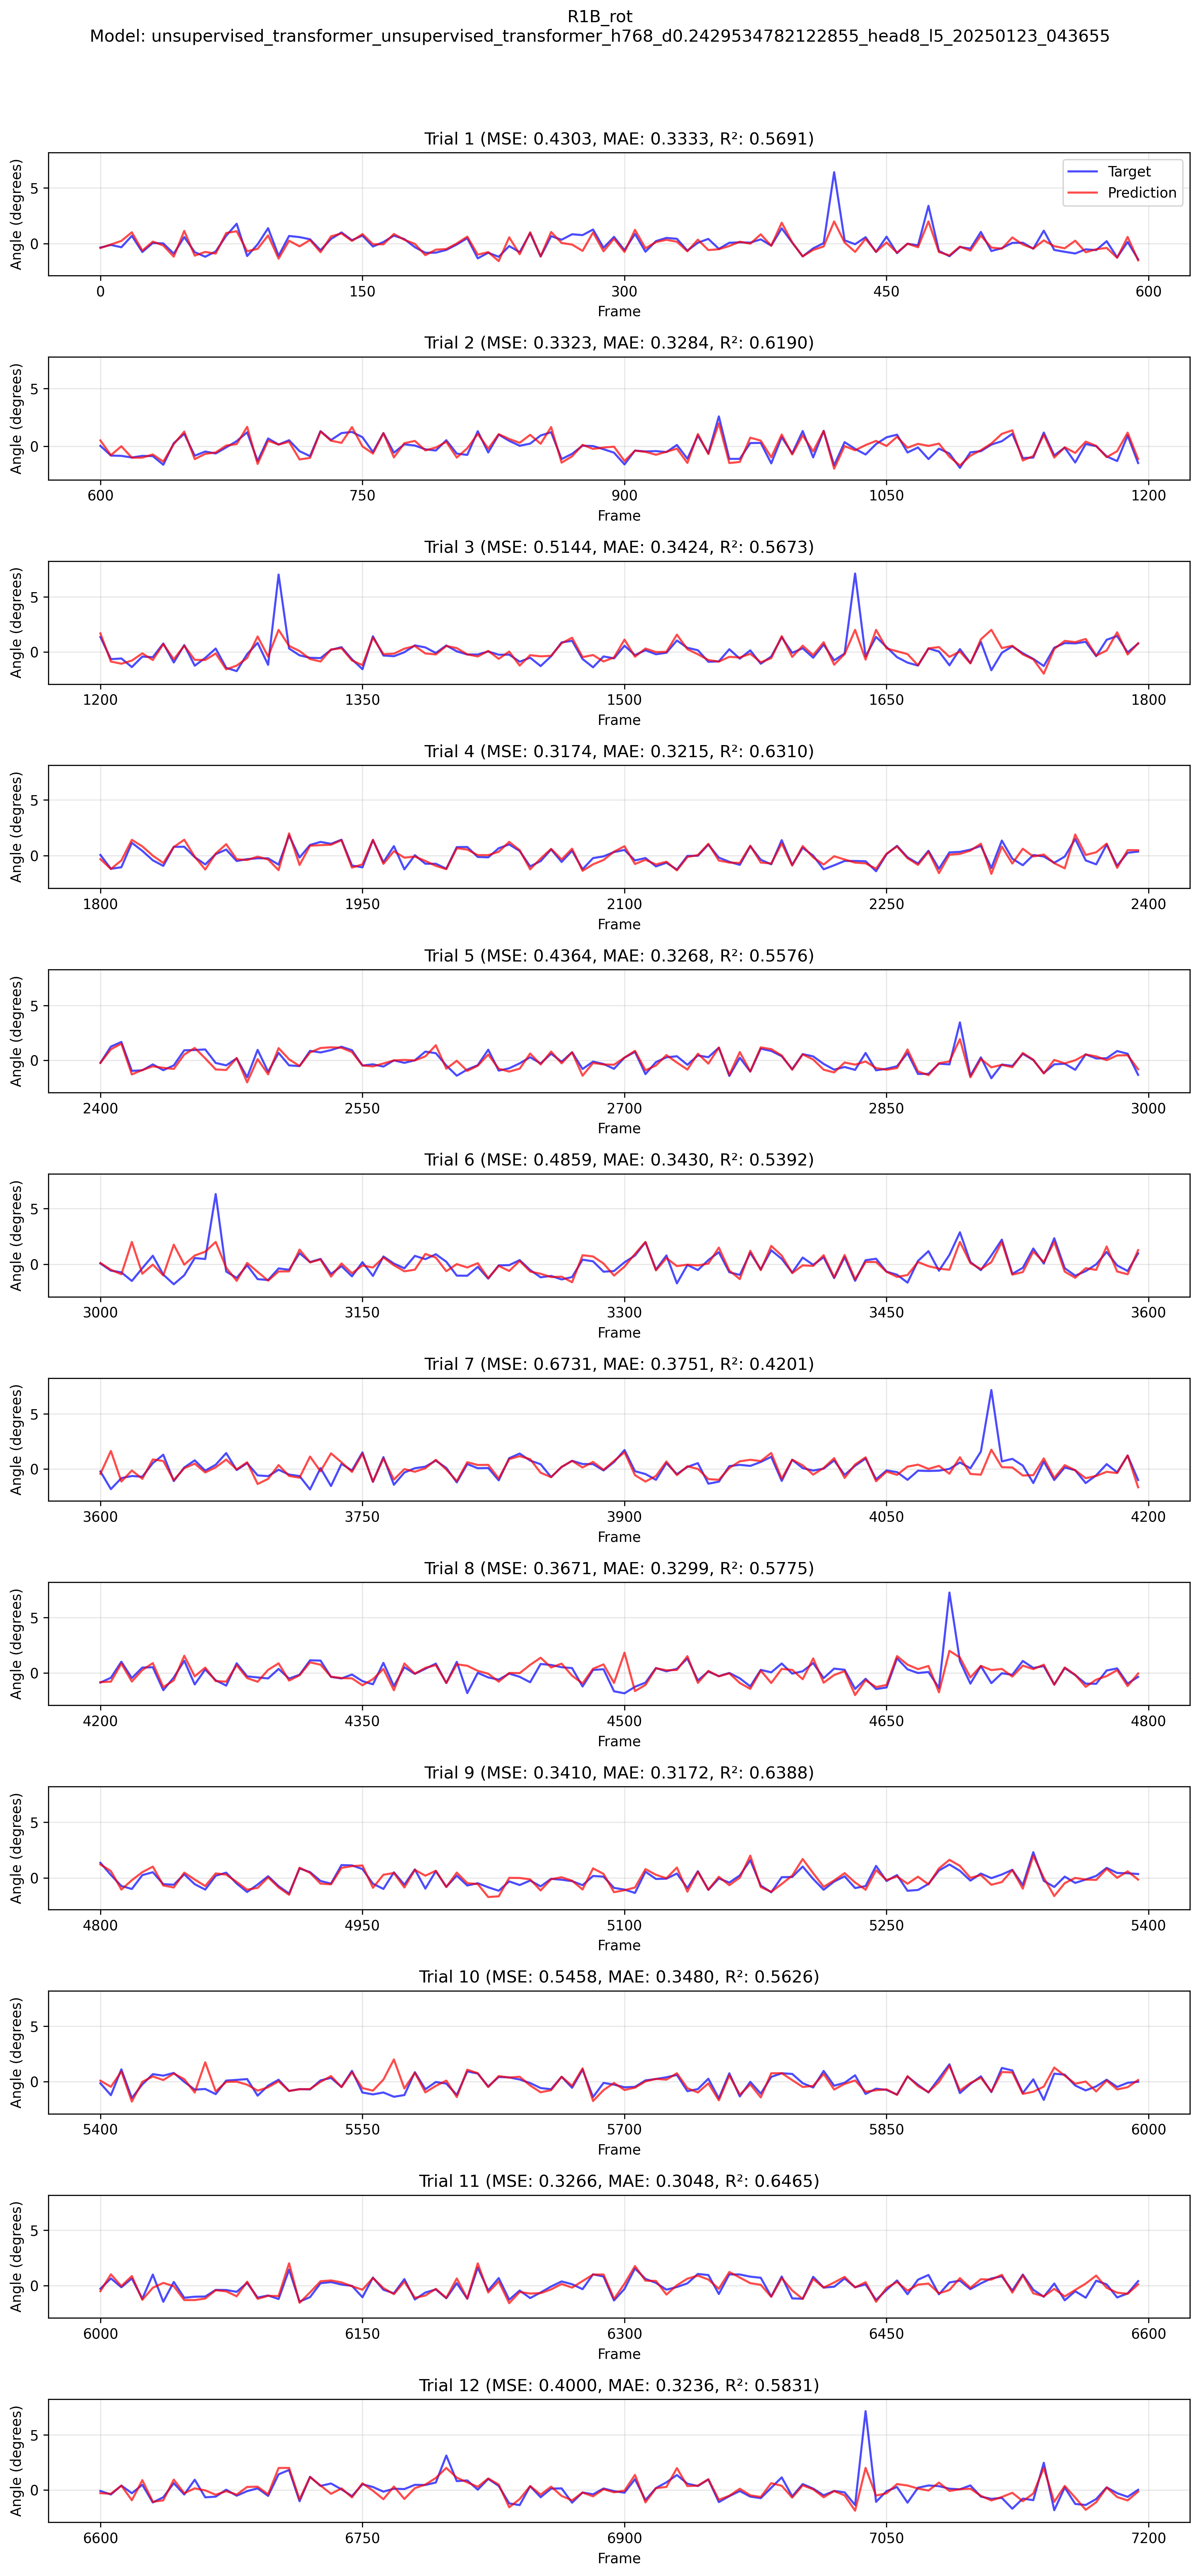 R1B_rot
Model: unsupervised_transformer_unsupervised_transformer_h768_d0.2429534782122855_head8_l5_20250123_043655
Trial 1 (MSE: 0.4303, MAE: 0.3333, R²: 0.5691)
Angle (degrees)
5
0
Target
Prediction
0 150 300 450 600
Frame
Trial 2 (MSE: 0.3323, MAE: 0.3284, R²: 0.6190)
Angle (degrees)
5
0
600 750 900 1050 1200
Frame
Trial 3 (MSE: 0.5144, MAE: 0.3424, R²: 0.5673)
Angle (degrees)
5
0
1200 1350 1500 1650 1800
Frame
Trial 4 (MSE: 0.3174, MAE: 0.3215, R²: 0.6310)
Angle (degrees)
5
0
1800 1950 2100 2250 2400
Frame
Trial 5 (MSE: 0.4364, MAE: 0.3268, R²: 0.5576)
Angle (degrees)
5
0
2400 2550 2700 2850 3000
Frame
Trial 6 (MSE: 0.4859, MAE: 0.3430, R²: 0.5392)
Angle (degrees)
5
0
3000 3150 3300 3450 3600
Frame
Trial 7 (MSE: 0.6731, MAE: 0.3751, R²: 0.4201)
Angle (degrees)
5
0
3600 3750 3900 4050 4200
Frame
Trial 8 (MSE: 0.3671, MAE: 0.3299, R²: 0.5775)
Angle (degrees)
5
0
4200 4350 4500 4650 4800
Frame
Trial 9 (MSE: 0.3410, MAE: 0.3172, R²: 0.6388)
Angle (degrees)
5
0
4800 4950 5100 5250 5400
Frame
Trial 10 (MSE: 0.5458, MAE: 0.3480, R²: 0.5626)
Angle (degrees)
5
0
5400 5550 5700 5850 6000
Frame
Trial 11 (MSE: 0.3266, MAE: 0.3048, R²: 0.6465)
Angle (degrees)
5
0
6000 6150 6300 6450 6600
Frame
Trial 12 (MSE: 0.4000, MAE: 0.3236, R²: 0.5831)
Angle (degrees)
5
0
6600 6750 6900 7050 7200
Frame